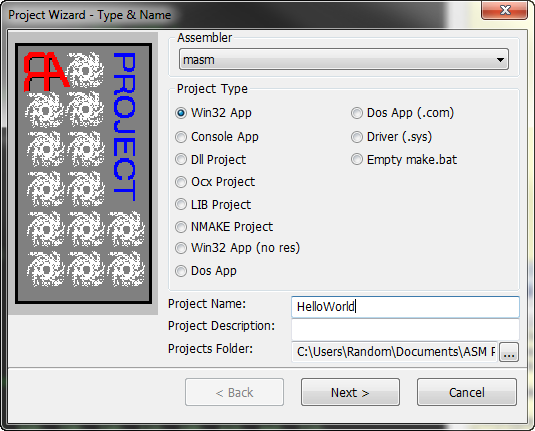 Project Wizard - Type & Name
RA
PROJECT
Assembler
masm
Project Type
Win32 App
Dos App (.com)
Console App
Driver (.sys)
Dll Project
Empty make.bat
Ocx Project
LIB Project
NMAKE Project
Win32 App (no res)
Dos App
Project Name:
HelloWorld
Project Description:
Projects Folder:
C:\Users\Random\Documents\ASM P
...
< Back
Next >
Cancel